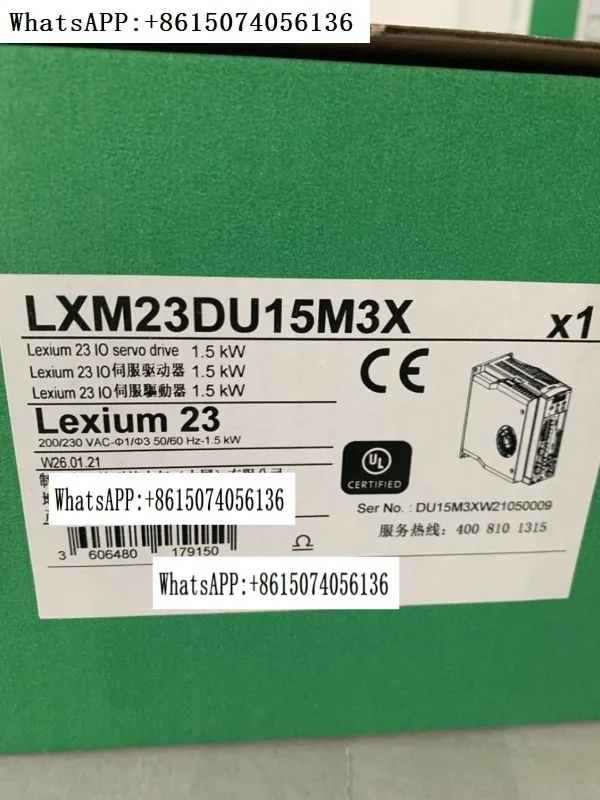 WhatsAPP:+8615074056136
LXM23DU15M3X
x1
Lexium 23 IO servo drive 1.5 kW
Lexium 23 IO伺服驱动器 1.5 kW
Lexium 23 IO伺服驅動器 1.5 kW
CE
Lexium 23
200/230 VAC-Φ1/Φ3 50/60 Hz-1.5 kW
W26.01.21
UL
CERTIFIED
Ser No. : DU15M3XW21050009
WhatsAPP:+8615074056136
服务热线: 400 810 1315
3 606480 179150
WhatsAPP:+8615074056136